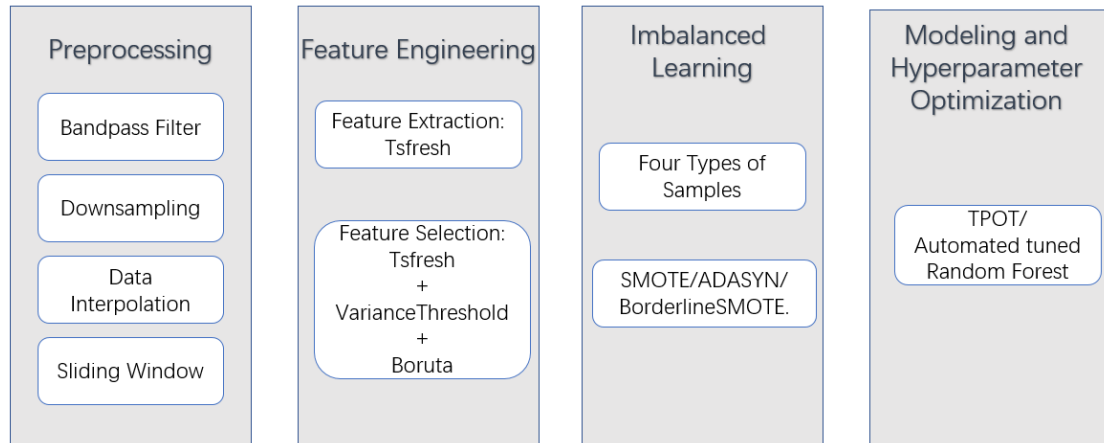 Preprocessing
Bandpass Filter
Downsampling
Data
Interpolation
Sliding Window
Feature Engineering
Feature Extraction:
Tsfresh
Feature Selection:
Tsfresh
+
VarianceThreshold
+
Boruta
Imbalanced
Learning
Four Types of
Samples
SMOTE/ADASYN/
BorderlineSMOTE.
Modeling and
Hyperparameter
Optimization
TPOT/
Automated tuned
Random Forest